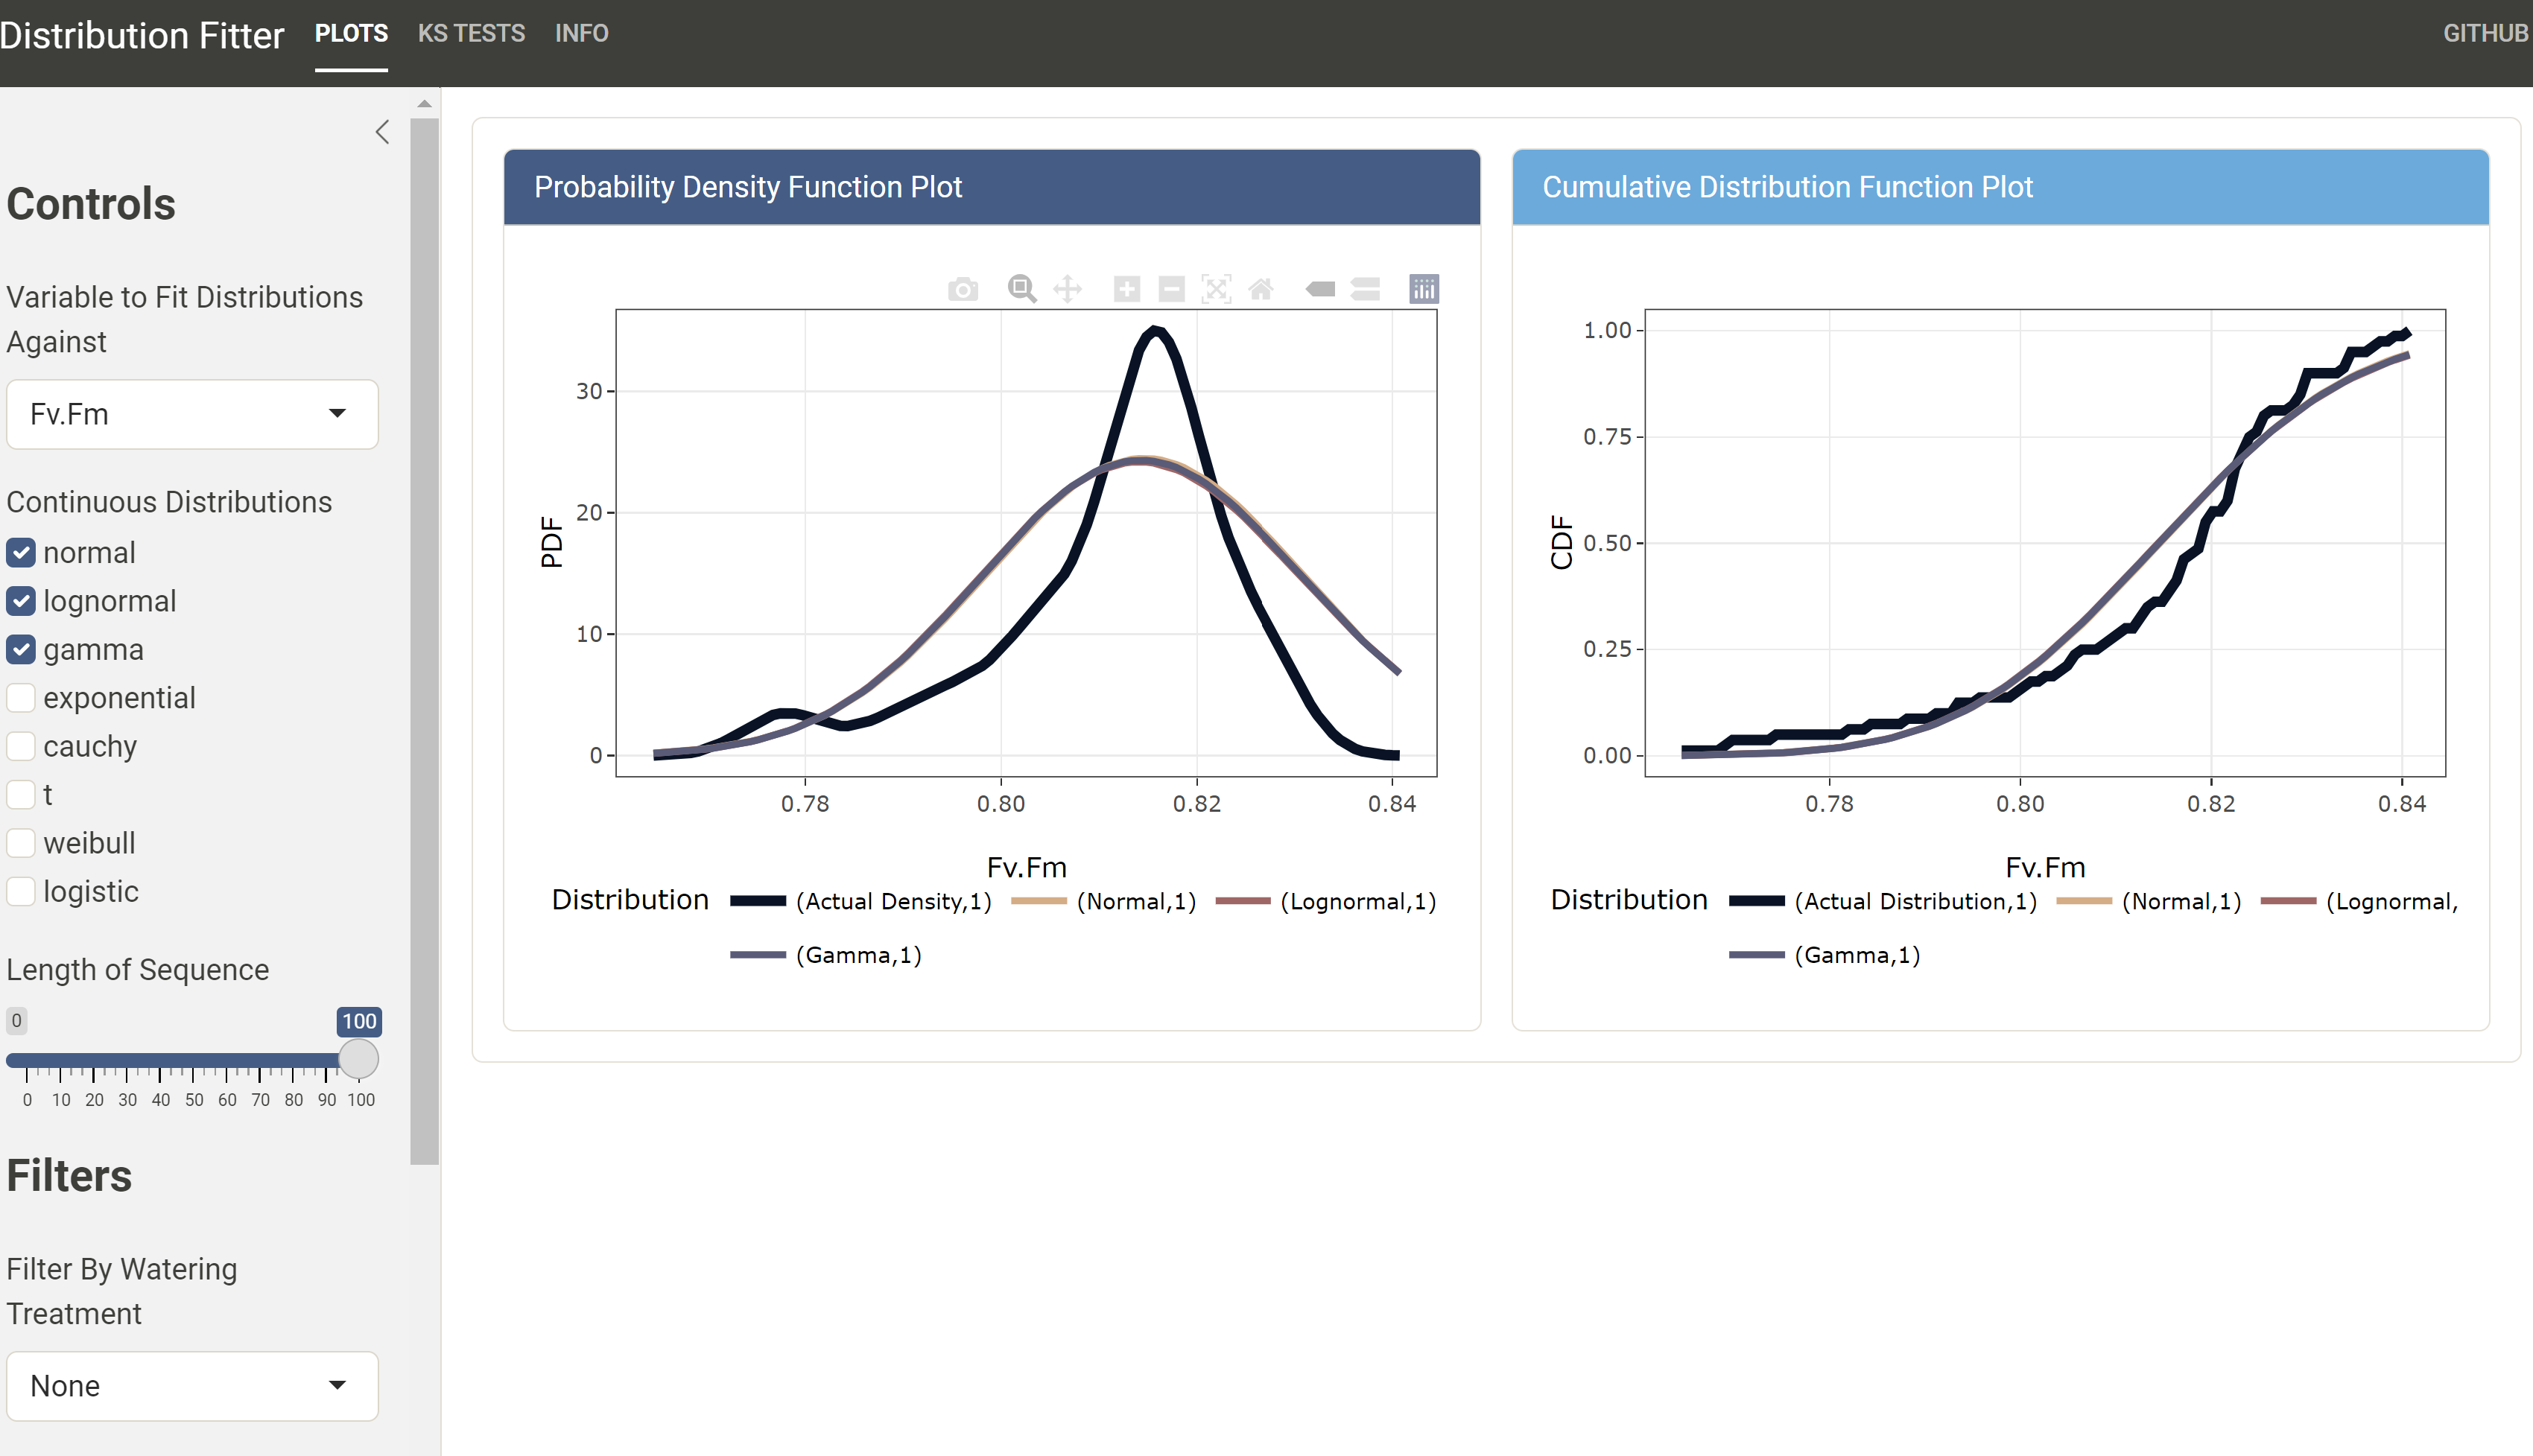 Distribution Fitter PLOTS KS TESTS INFO GITHUB
Controls
Variable to Fit Distributions
Against
Fv.Fm
Continuous Distributions
normal
lognormal
gamma
exponential
cauchy
t
weibull
logistic
Length of Sequence
0 100
0 10 20 30 40 50 60 70 80 90 100
Filters
Filter By Watering
Treatment
None
Probability Density Function Plot
30
20
10
0
PDF
0.78 0.80 0.82 0.84
Fv.Fm
Distribution (Actual Density,1) (Normal,1) (Lognormal,1)
(Gamma,1)
Cumulative Distribution Function Plot
1.00
0.75
0.50
0.25
0.00
CDF
0.78 0.80 0.82 0.84
Fv.Fm
Distribution (Actual Distribution,1) (Normal,1) (Lognormal,
(Gamma,1)